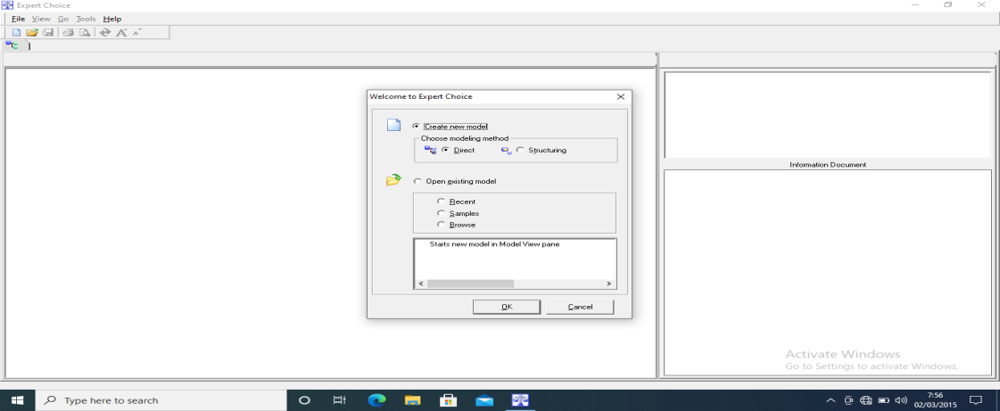 Expert Choice
File View Go Tools Help
Welcome to Expert Choice
Create new model
Choose modeling method
Direct Structuring
Open existing model
Recent
Samples
Browse
Starts new model in Model View pane
OK Cancel
Information Document
Activate Windows
Go to Settings to activate Windows.
Type here to search
7:56
02/03/2015